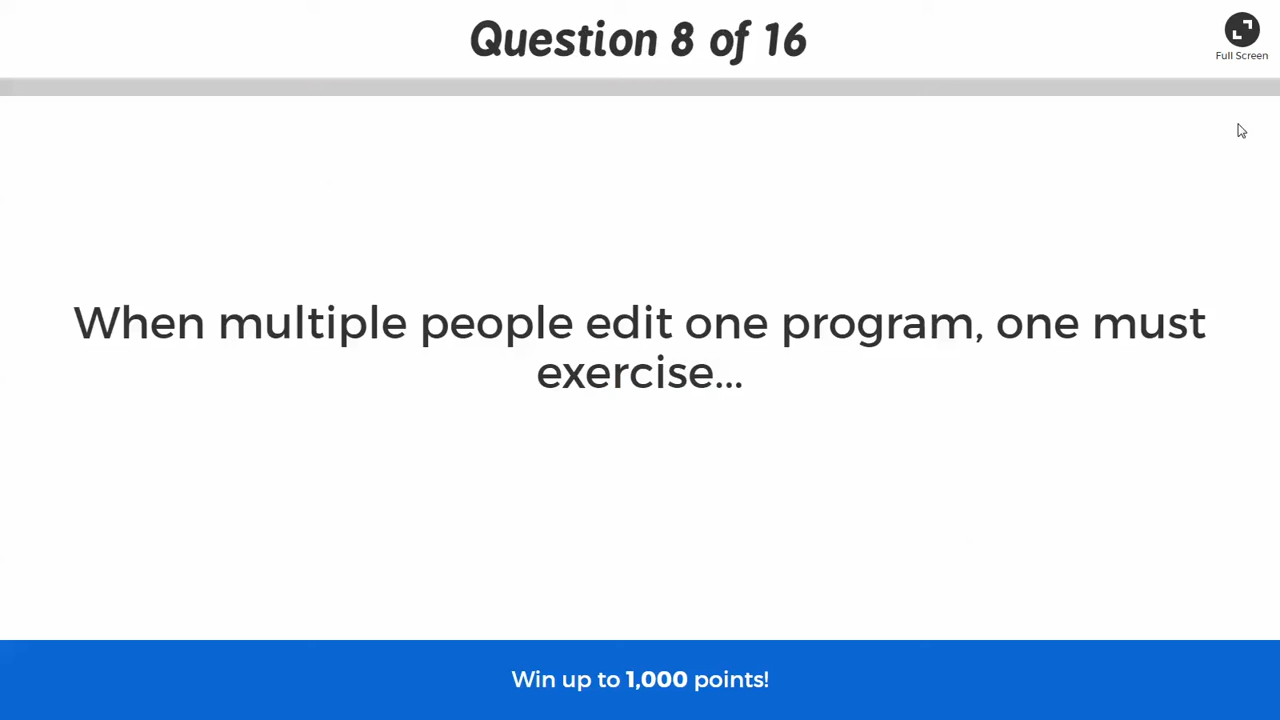 Question 8 of 16
Full Screen
When multiple people edit one program, one must
exercise...
Win up to 1,000 points!